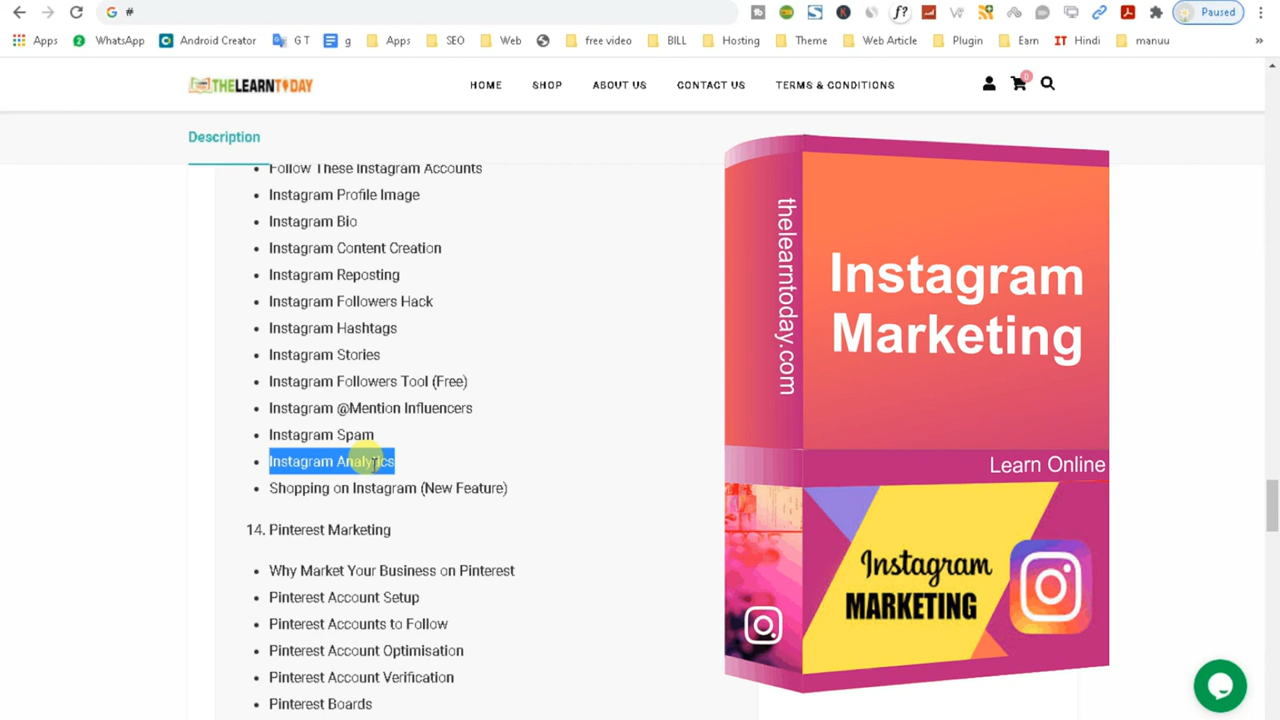 #
Paused
Apps
WhatsApp
Android Creator
G T
g
Apps
SEO
Web
free video
BILL
Hosting
Theme
Web Article
Plugin
Earn
IT Hindi
manuu
THELEARNTODAY
HOME
SHOP
ABOUT US
CONTACT US
TERMS & CONDITIONS
0
Description
• Follow These Instagram Accounts
• Instagram Profile Image
• Instagram Bio
• Instagram Content Creation
• Instagram Reposting
• Instagram Followers Hack
• Instagram Hashtags
• Instagram Stories
• Instagram Followers Tool (Free)
• Instagram @Mention Influencers
• Instagram Spam
• Instagram Analytics
• Shopping on Instagram (New Feature)
14. Pinterest Marketing
• Why Market Your Business on Pinterest
• Pinterest Account Setup
• Pinterest Accounts to Follow
• Pinterest Account Optimisation
• Pinterest Account Verification
• Pinterest Boards
thelearntoday.com
Instagram
Marketing
Learn Online
Instagram
MARKETING